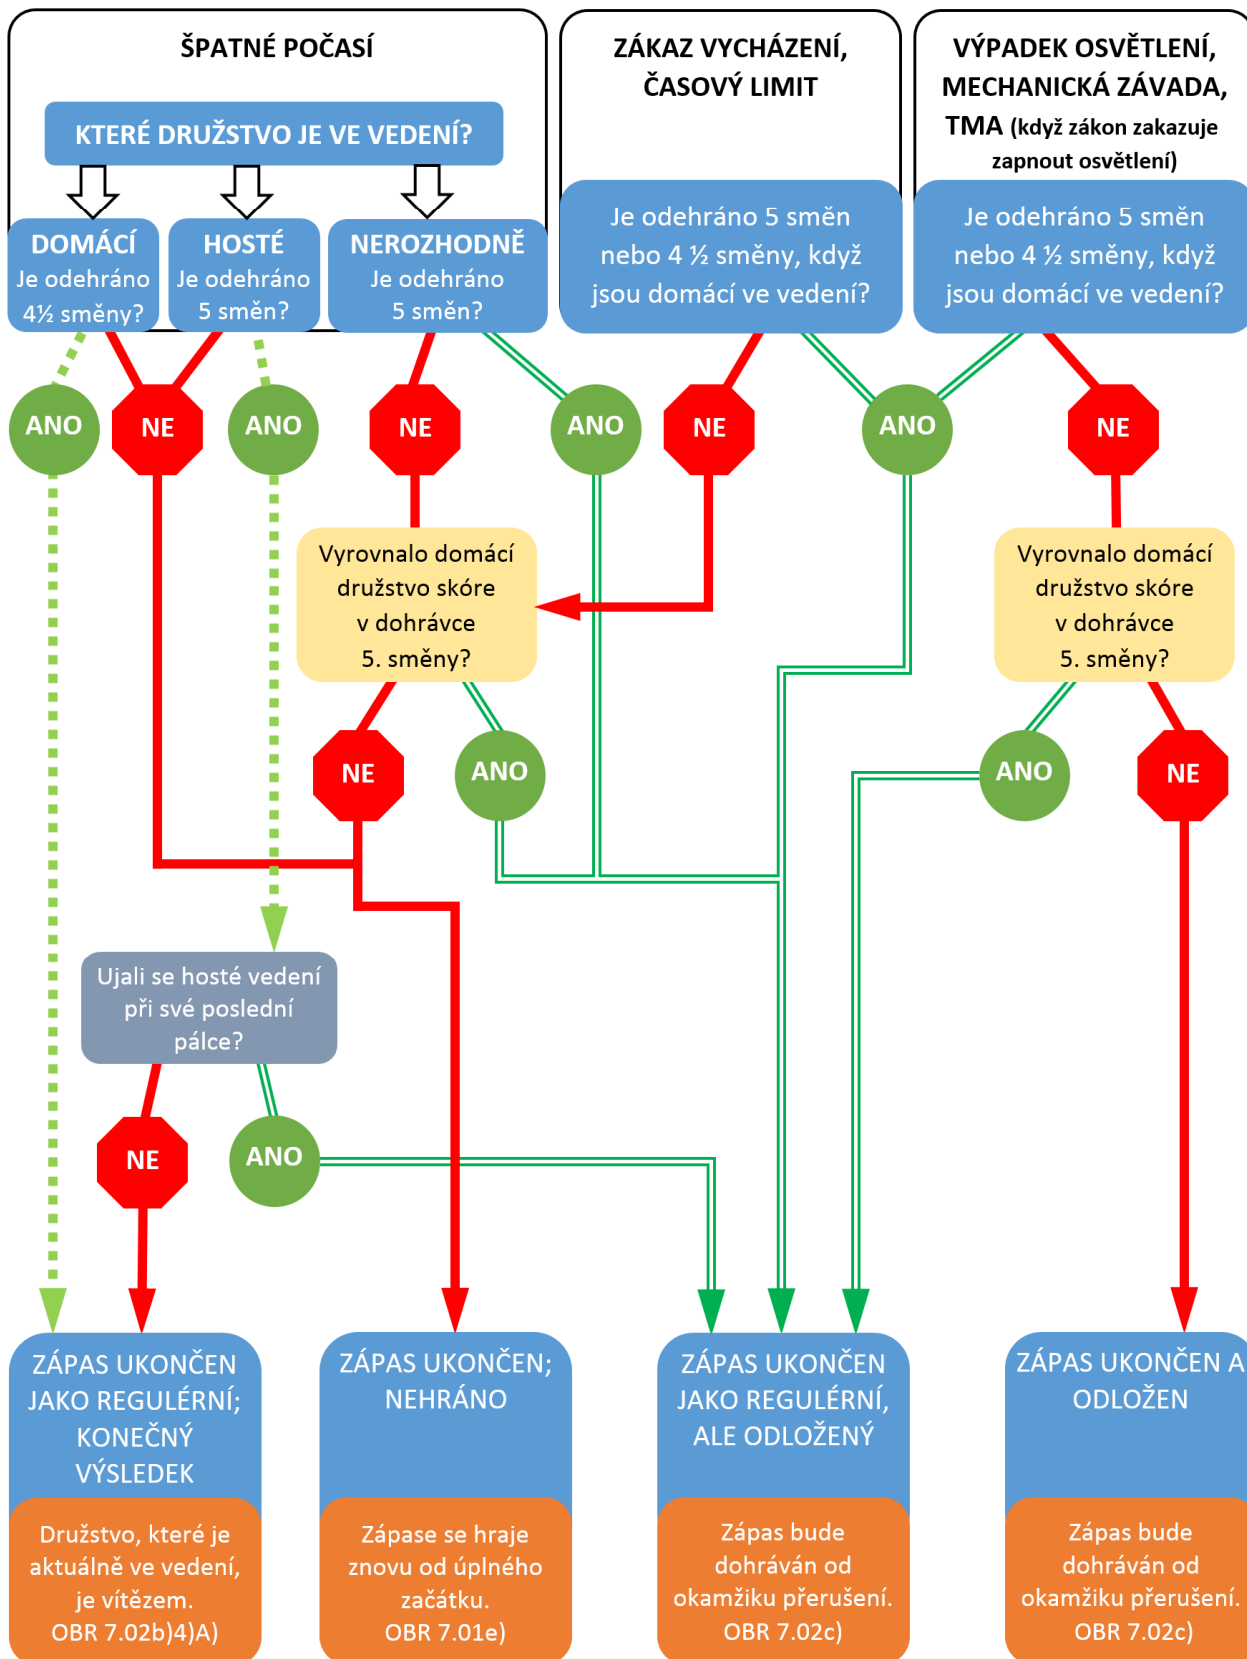 ŠPATNÉ POČASÍ
KTERÉ DRUŽSTVO JE VE VEDENÍ?
DOMÁCÍ
Je odehráno
4½ směny?
HOSTÉ
Je odehráno
5 směn?
NEROZHODNĚ
Je odehráno
5 směn?
ZÁKAZ VYCHÁZENÍ,
ČASOVÝ LIMIT
Je odehráno 5 směn
nebo 4 ½ směny, když
jsou domácí ve vedení?
VÝPADEK OSVĚTLENÍ,
MECHANICKÁ ZÁVADA,
TMA (když zákon zakazuje
zapnout osvětlení)
Je odehráno 5 směn
nebo 4 ½ směny, když
jsou domácí ve vedení?
ANO
NE
ANO
NE
ANO
NE
ANO
NE
Vyrovnalo domácí
družstvo skóre
v dohrávce
5. směny?
Vyrovnalo domácí
družstvo skóre
v dohrávce
5. směny?
NE
ANO
ANO
NE
Ujali se hosté vedení
při své poslední
pálce?
NE
ANO
ZÁPAS UKONČEN
JAKO REGULÉRNÍ;
KONEČNÝ
VÝSLEDEK
Družstvo, které je
aktuálně ve vedení,
je vítězem.
OBR 7.02b)4)A)
ZÁPAS UKONČEN;
NEHRÁNO
Zápase se hraje
znovu od úplného
začátku.
OBR 7.01e)
ZÁPAS UKONČEN
JAKO REGULÉRNÍ,
ALE ODLOŽENÝ
Zápas bude
dohráván od
okamžiku přerušení.
OBR 7.02c)
ZÁPAS UKONČEN A
ODLOŽEN
Zápas bude
dohráván od
okamžiku přerušení.
OBR 7.02c)